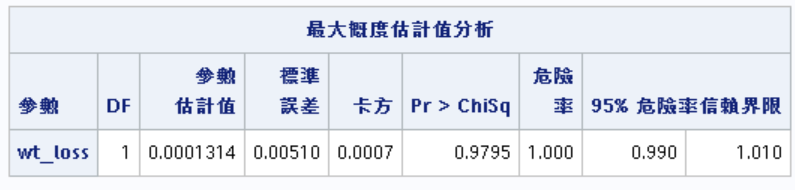 最大概度估計值分析
參數 DF 參數估計值 標準誤差 卡方 Pr > ChiSq 危險率 95% 危險率信賴界限
wt_loss 1 0.0001314 0.00510 0.0007 0.9795 1.000 0.990 1.010